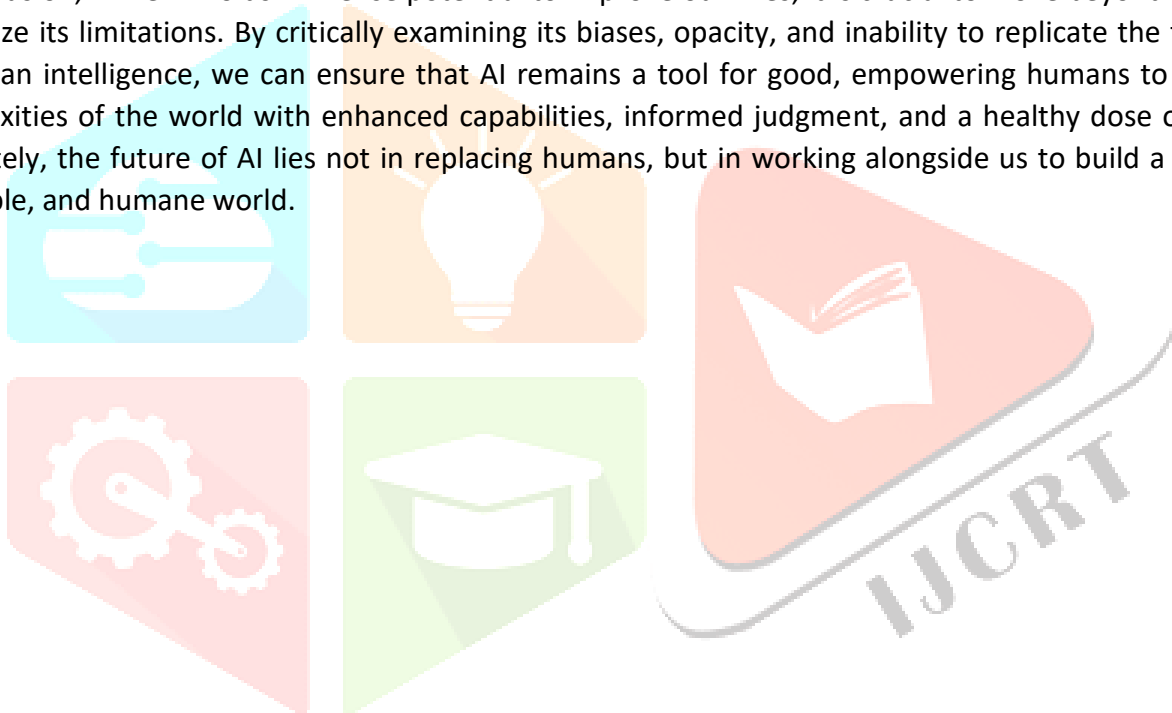 ze its limitations. By critically examining its biases, opacity, and inability to replicate the
an intelligence, we can ensure that AI remains a tool for good, empowering humans to
xities of the world with enhanced capabilities, informed judgment, and a healthy dose
ely, the future of AI lies not in replacing humans, but in working alongside us to build a
le, and humane world.
IJCRT